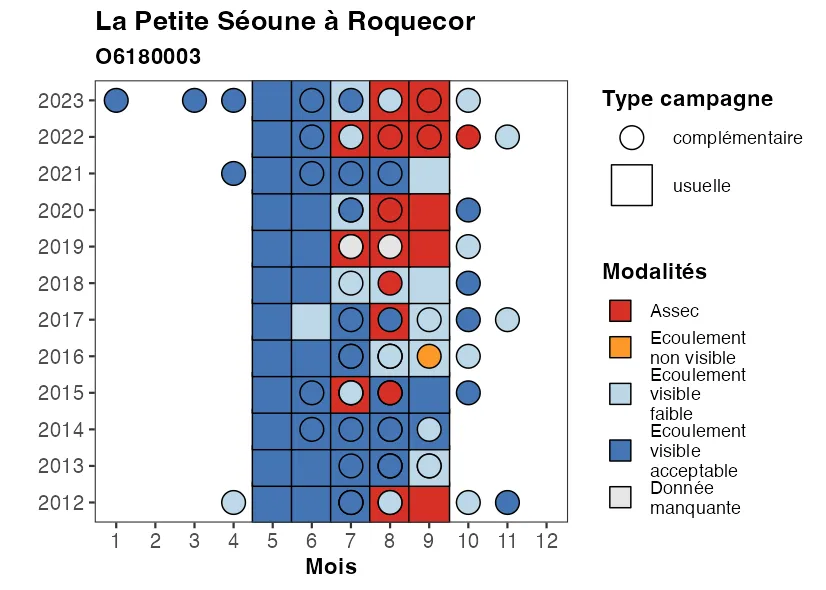 La Petite Séoune à Roquecor
O6180003
2023
2022
2021
2020
2019
2018
2017
2016
2015
2014
2013
2012
1 2 3 4 5 6 7 8 9 10 11 12
Mois
Type campagne
complémentaire
usuelle
Modalités
Assec
Ecoulement
non visible
Ecoulement
visible
faible
Ecoulement
visible
acceptable
Donnée
manquante